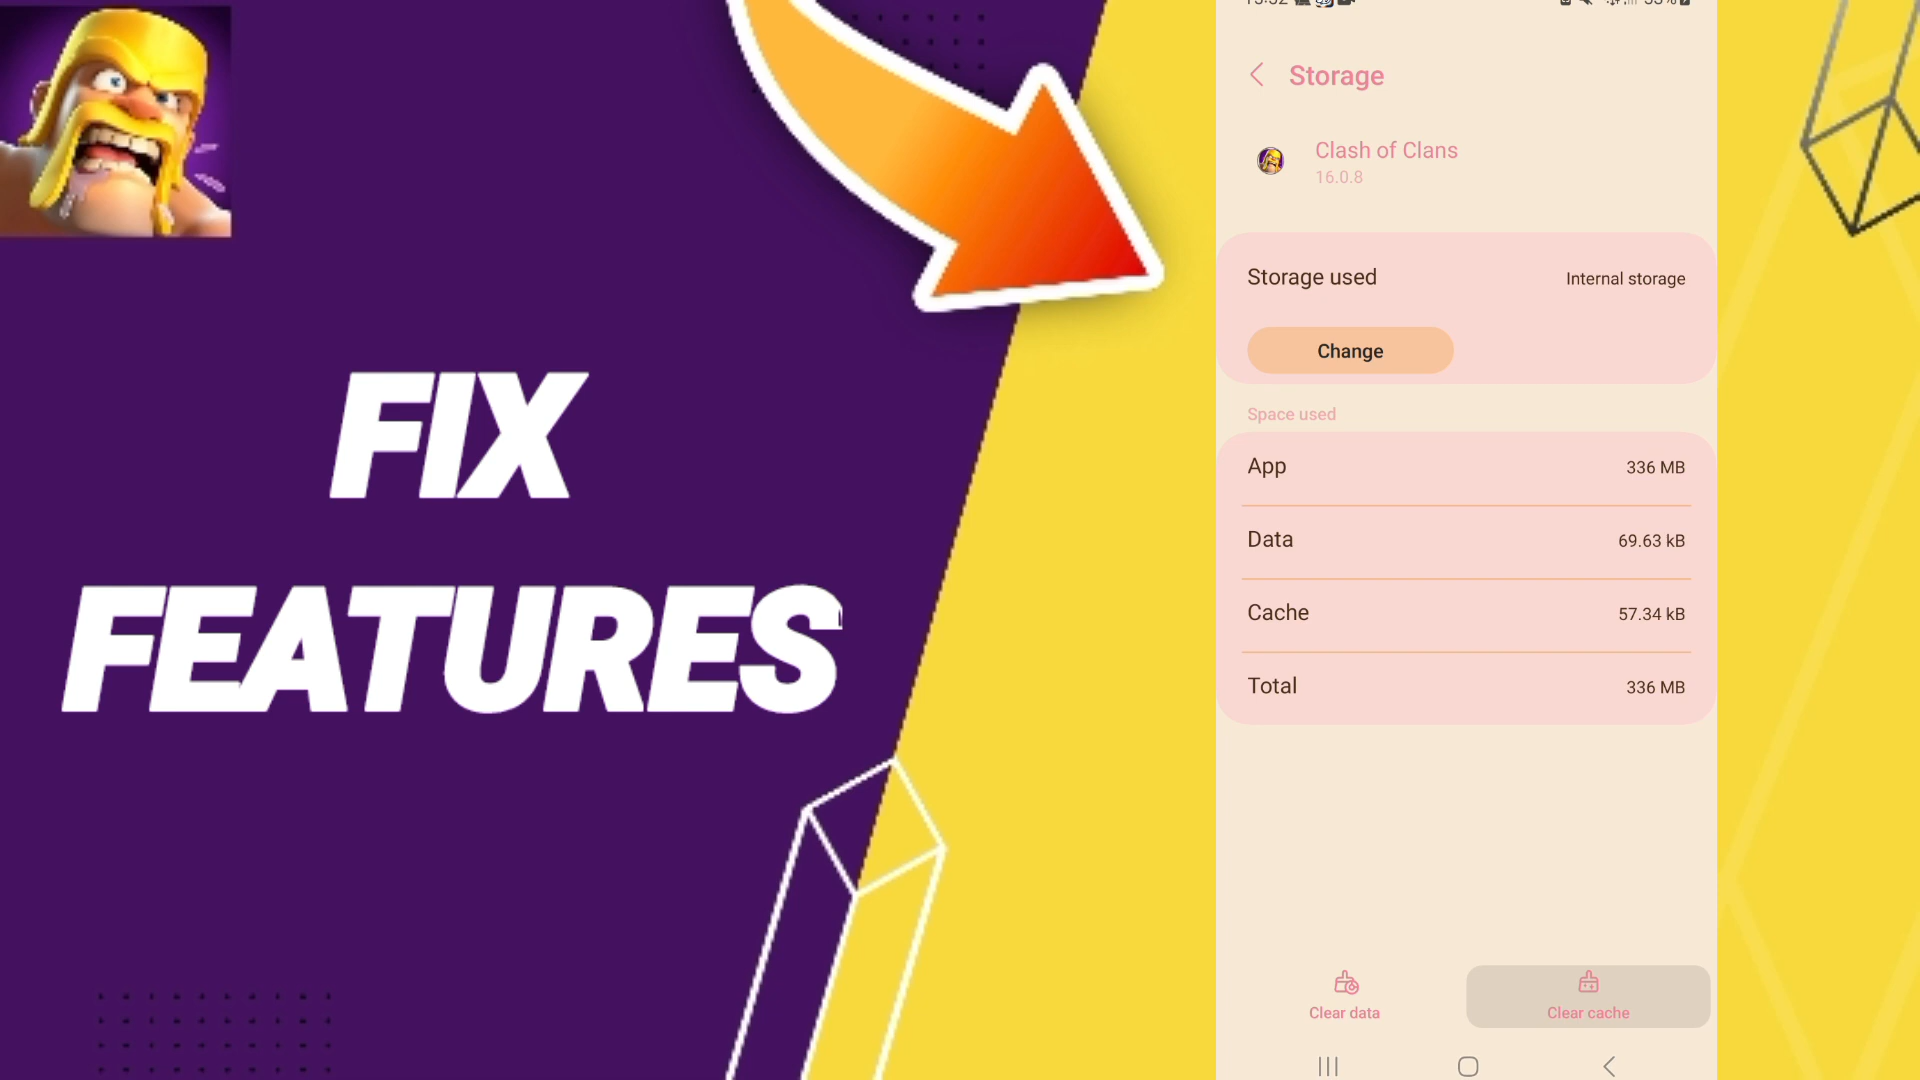 FIX
FEATURES
Storage
Clash of Clans
16.0.8
Storage used
Internal storage
Change
Space used
App
336 MB
Data
69.63 kB
Cache
57.34 kB
Total
336 MB
Clear data
Clear cache